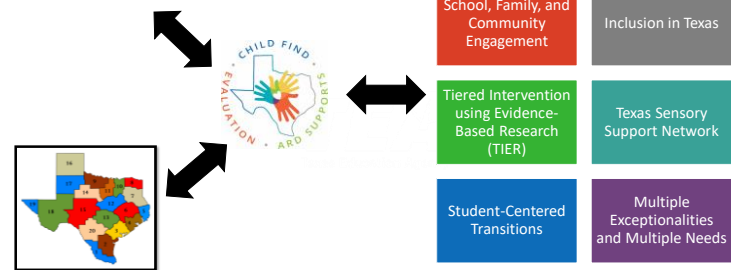 School, Family, and
Community
Engagement
Inclusion in Texas
CHILD FIND
EVALUATION
ARD SUPPORTS
Tiered Intervention
using Evidence-
Based Research
(TIER)
Texas Sensory
Support Network
Student-Centered
Transitions
Multiple
Exceptionalities
and Multiple Needs
16